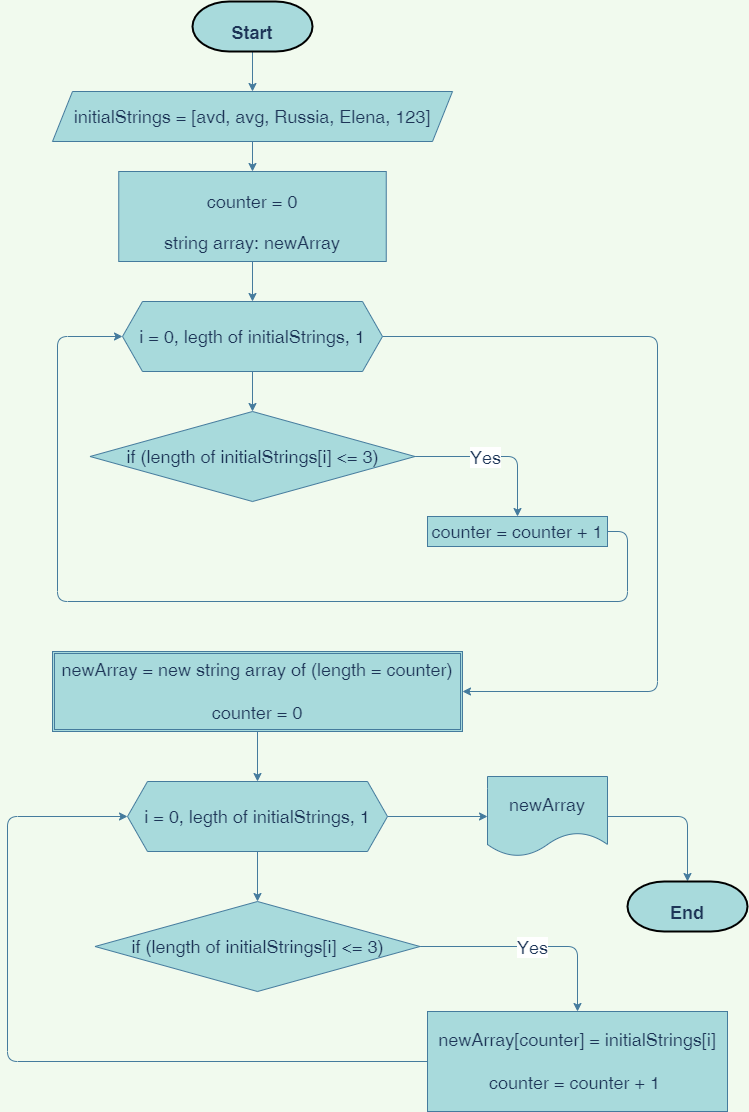 Start
initialStrings = [avd, avg, Russia, Elena, 123]
counter = 0
string array: newArray
i = 0, legth of initialStrings, 1
if (length of initialStrings[i] <= 3)
Yes
counter = counter + 1
newArray = new string array of (length = counter)
counter = 0
i = 0, legth of initialStrings, 1
newArray
End
if (length of initialStrings[i] <= 3)
Yes
newArray[counter] = initialStrings[i]
counter = counter + 1